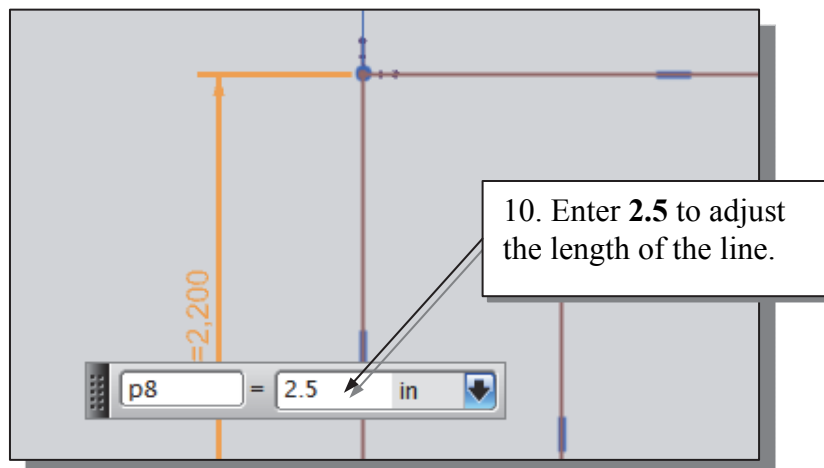 10. Enter 2.5 to adjust
the length of the line.
=2,200
p8 = 2.5 in